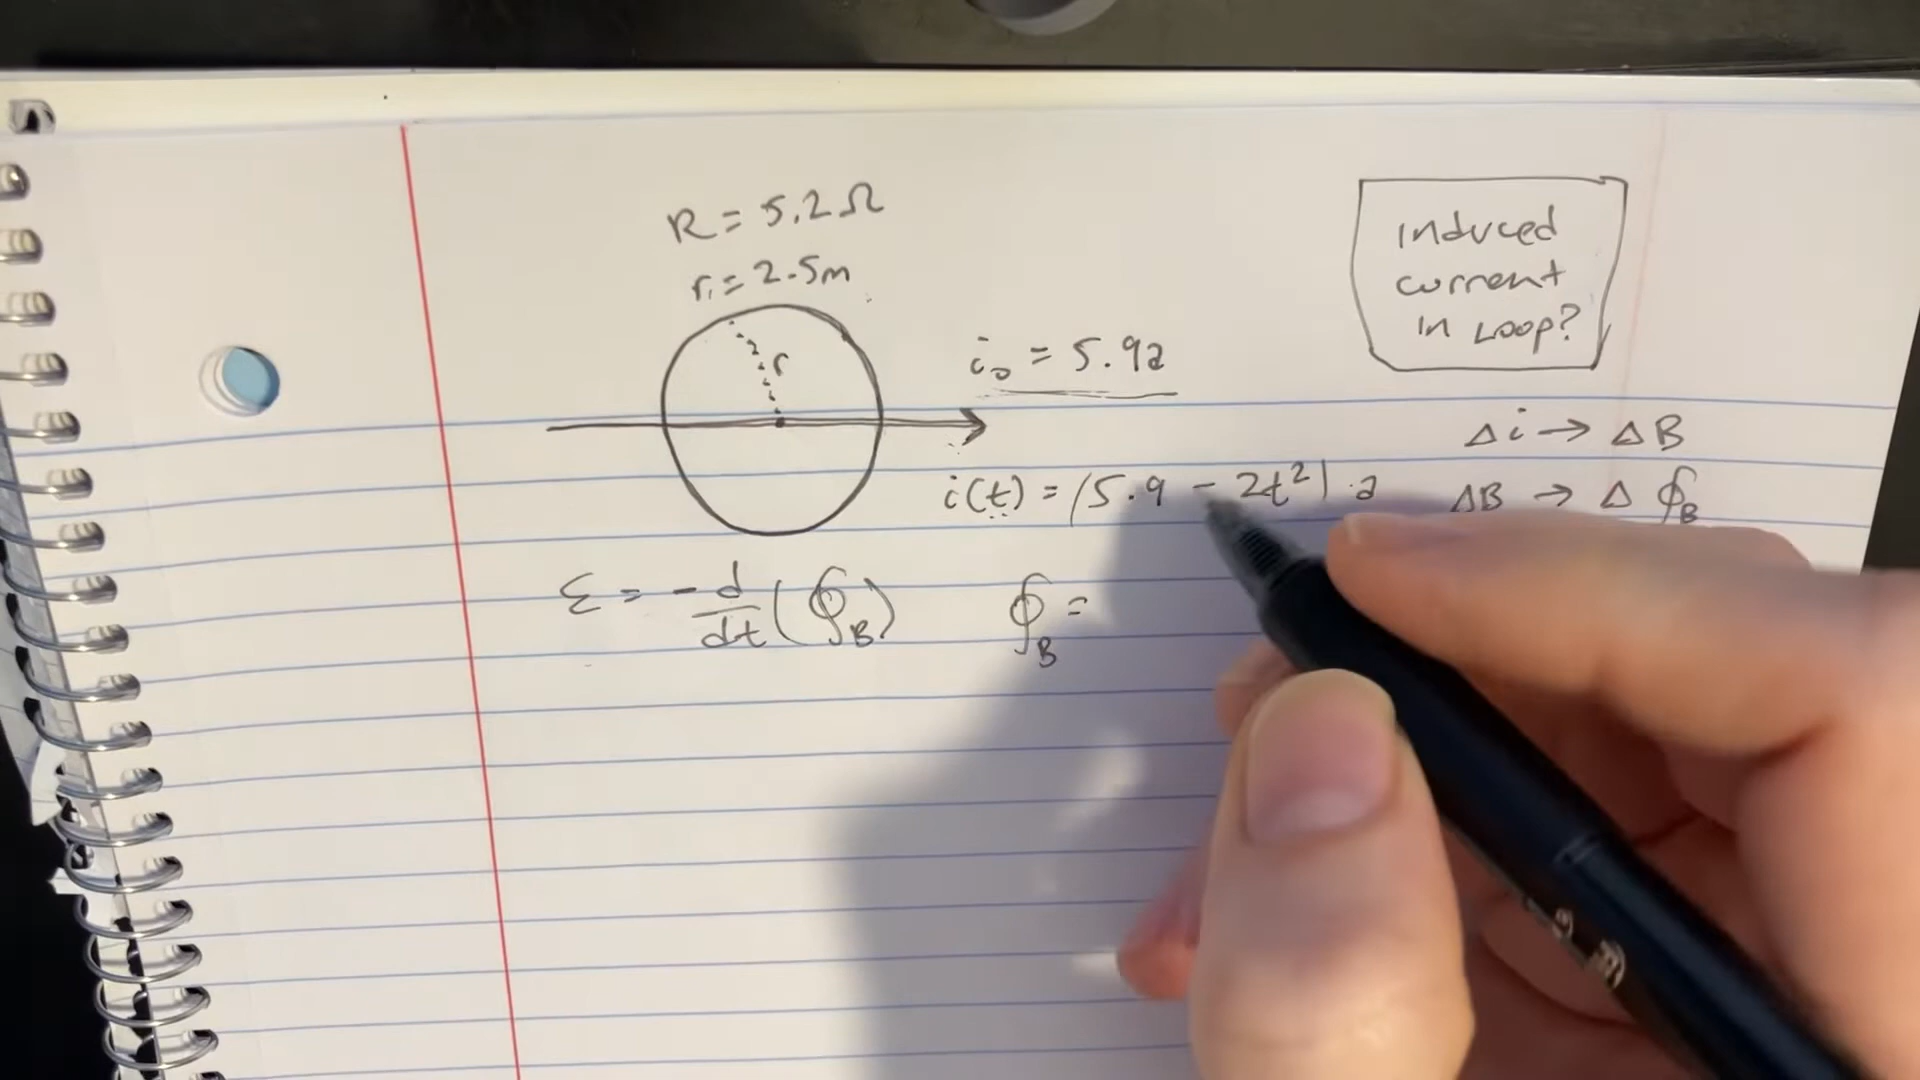 R = 5.2Ω
r = 2.5m
r
i₀ = 5.9a
Induced
current
in Loop?
Δi → ΔB
i(t) = (5.9 - 2t²) · a
ΔB → Δ ϕ_B
ε = - d/dt (ϕ_B)
ϕ_B =